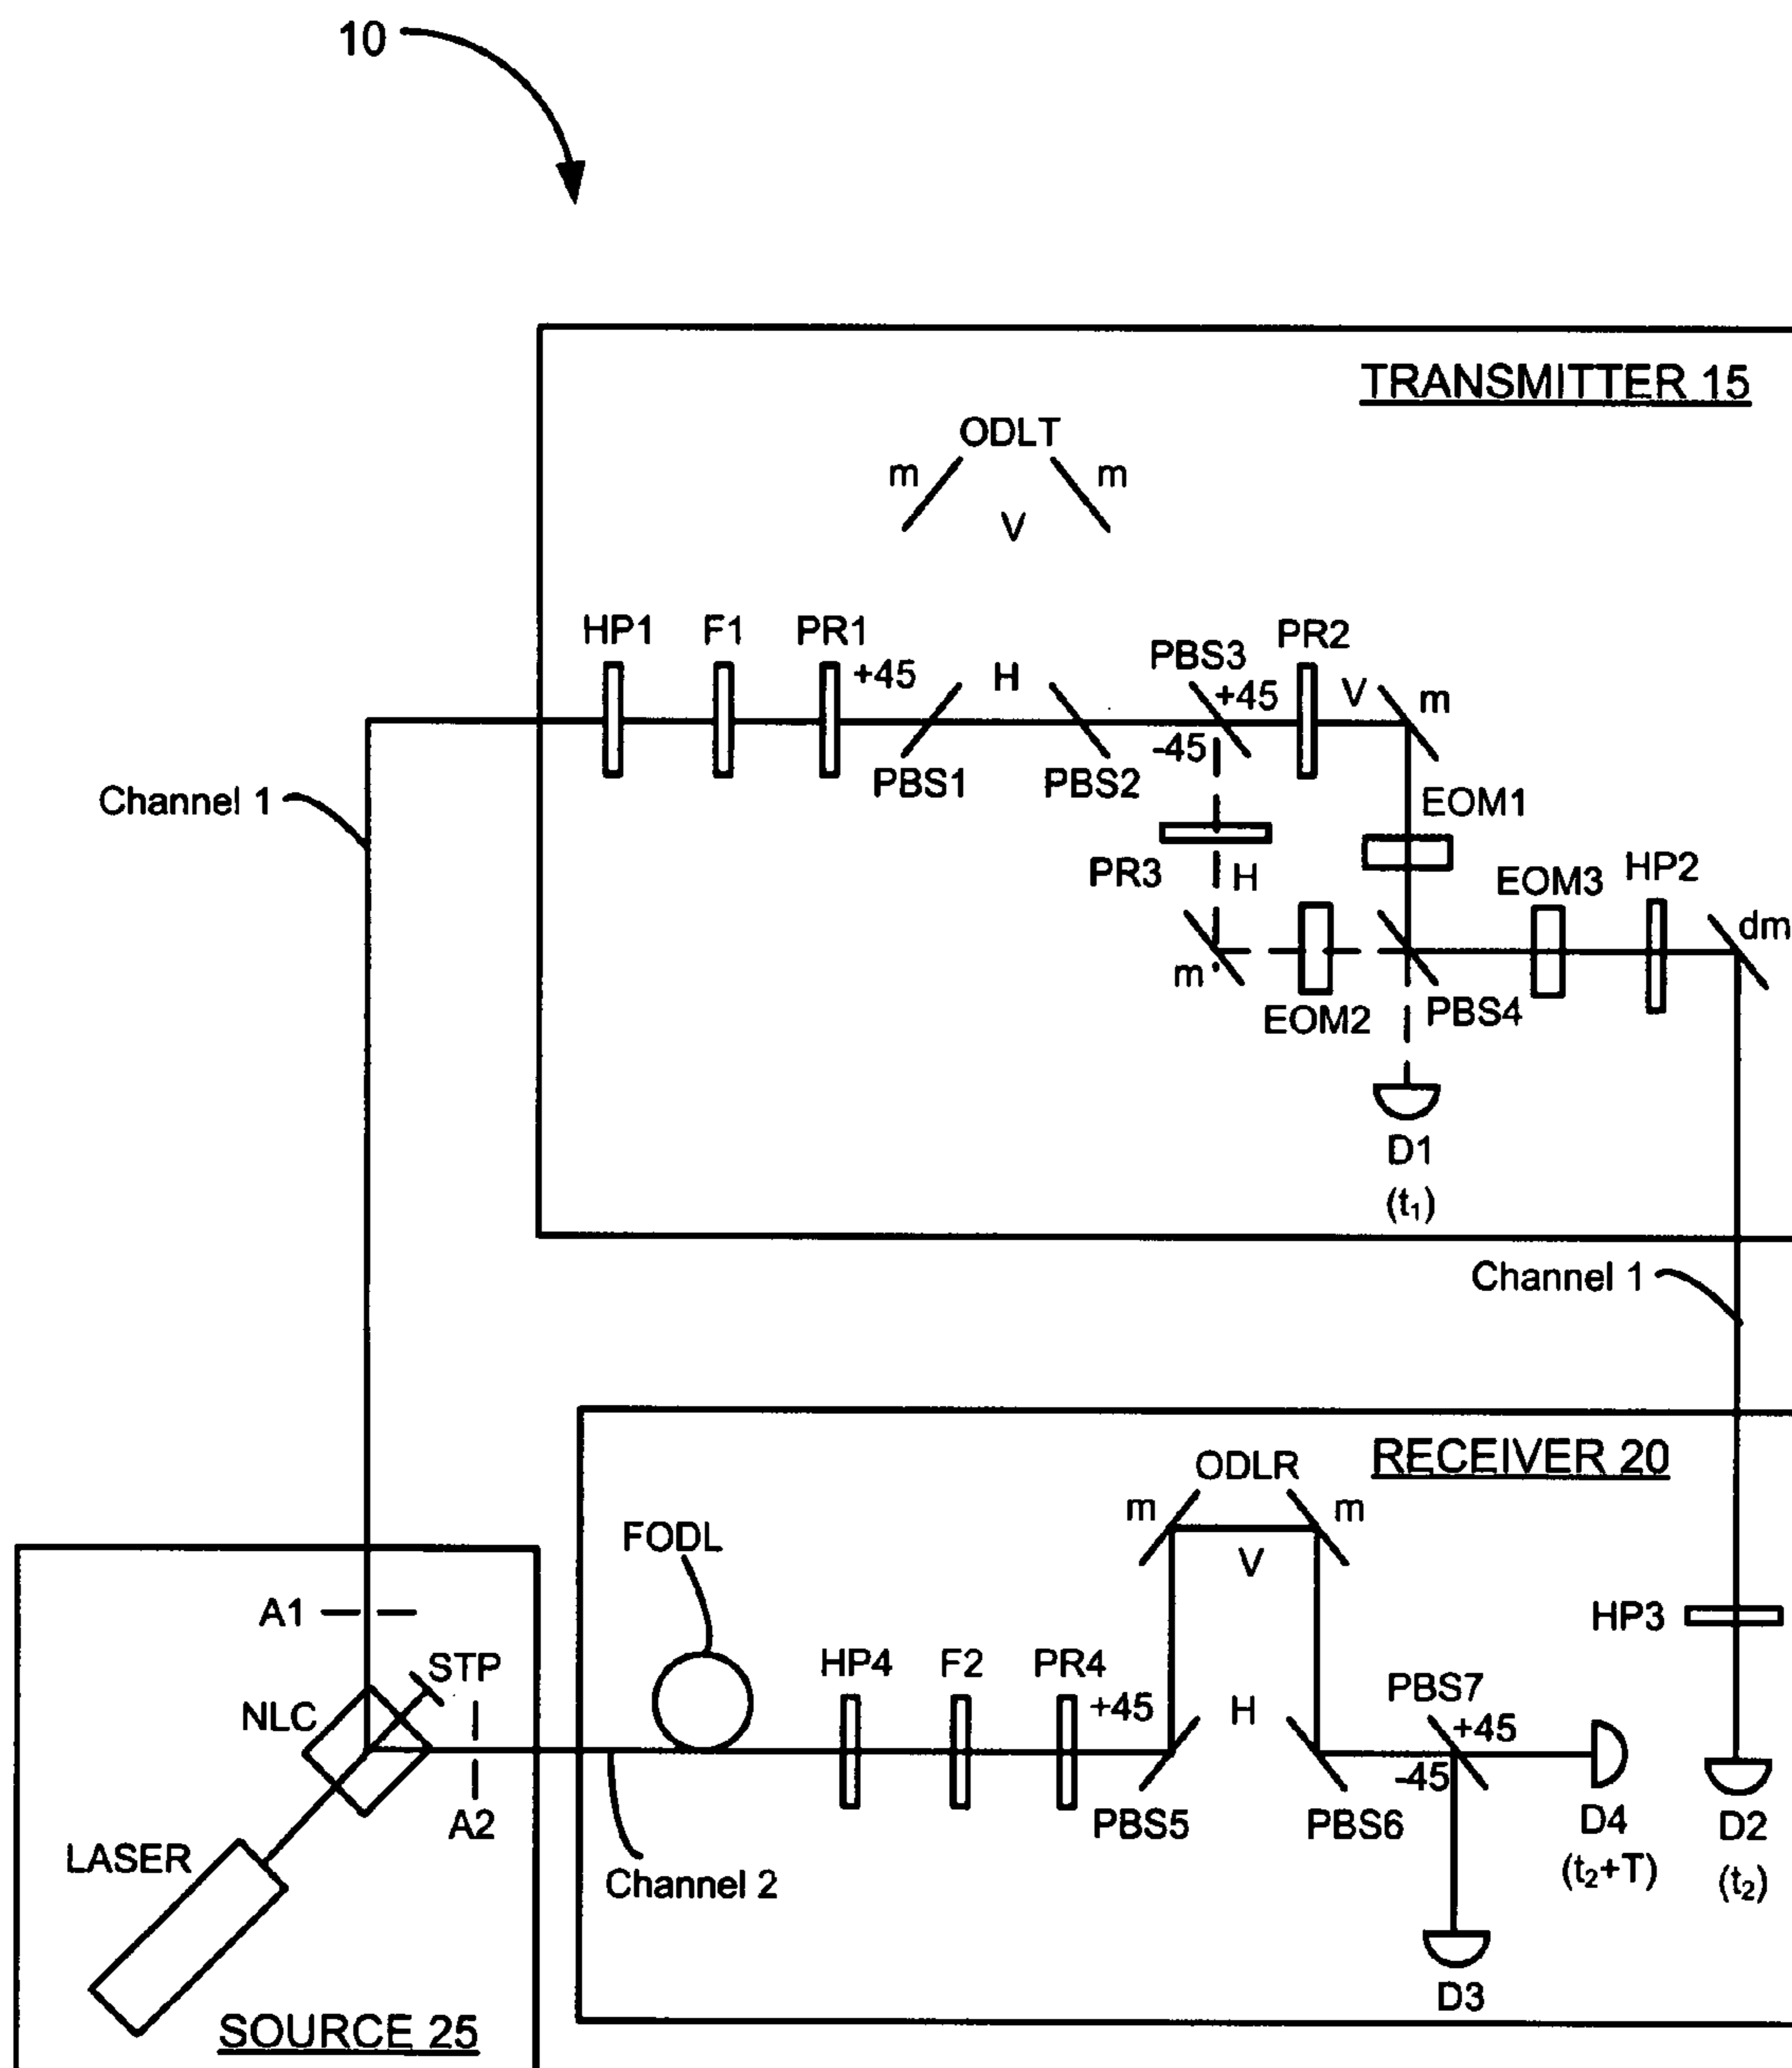 10
TRANSMITTER 15
ODLT
m
m
V
HP1
F1
PR1
+45
H
PBS3
+45
PR2
V
m
-45
PBS1
PBS2
Channel 1
EOM1
PR3
H
EOM3
HP2
dm
m
EOM2
PBS4
D1
(t₁)
Channel 1
RECEIVER 20
ODLR
m
m
V
FODL
A1
HP3
STP
HP4
F2
PR4
+45
H
PBS7
+45
NLC
-45
A2
PBS5
PBS6
D4
D2
LASER
Channel 2
(t₂+T)
(t₂)
D3
SOURCE 25